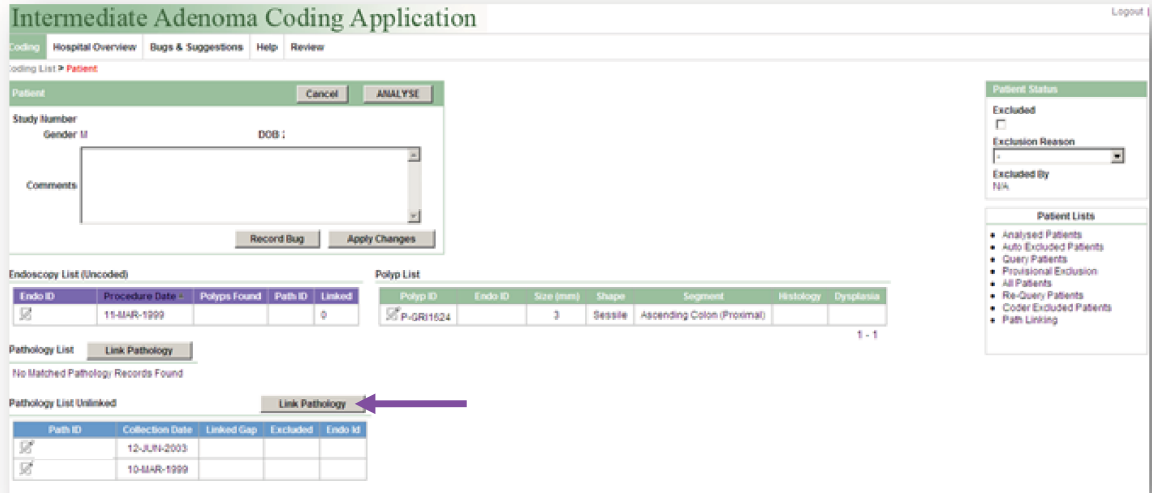 Intermediate Adenoma Coding Application
Logout
Coding Hospital Overview Bugs & Suggestions Help Review
Coding List > Patient
Patient Cancel ANALYSE
Study Number
Gender M DOB
Comments
Record Bug Apply Changes
Patient Status
Excluded
Exclusion Reason
-
Excluded By
N/A
Patient Lists
Analysed Patients
Auto Excluded Patients
Query Patients
Provisional Exclusion
All Patients
Re-Query Patients
Coder Excluded Patients
Path Linking
Endoscopy List (Uncoded)
Endo ID Procedure Date Polyps Found Path ID Linked
11-MAR-1999 0
Polyp List
Polyp ID Endo ID Size (mm) Shape Segment Histology Dysplasia
P-GRI1624 3 Sessile Ascending Colon (Proximal)
1 - 1
Pathology List Link Pathology
No Matched Pathology Records Found
Pathology List Unlinked Link Pathology
Path ID Collection Date Linked Gap Excluded Endo Id
12-JUN-2003
10-MAR-1999